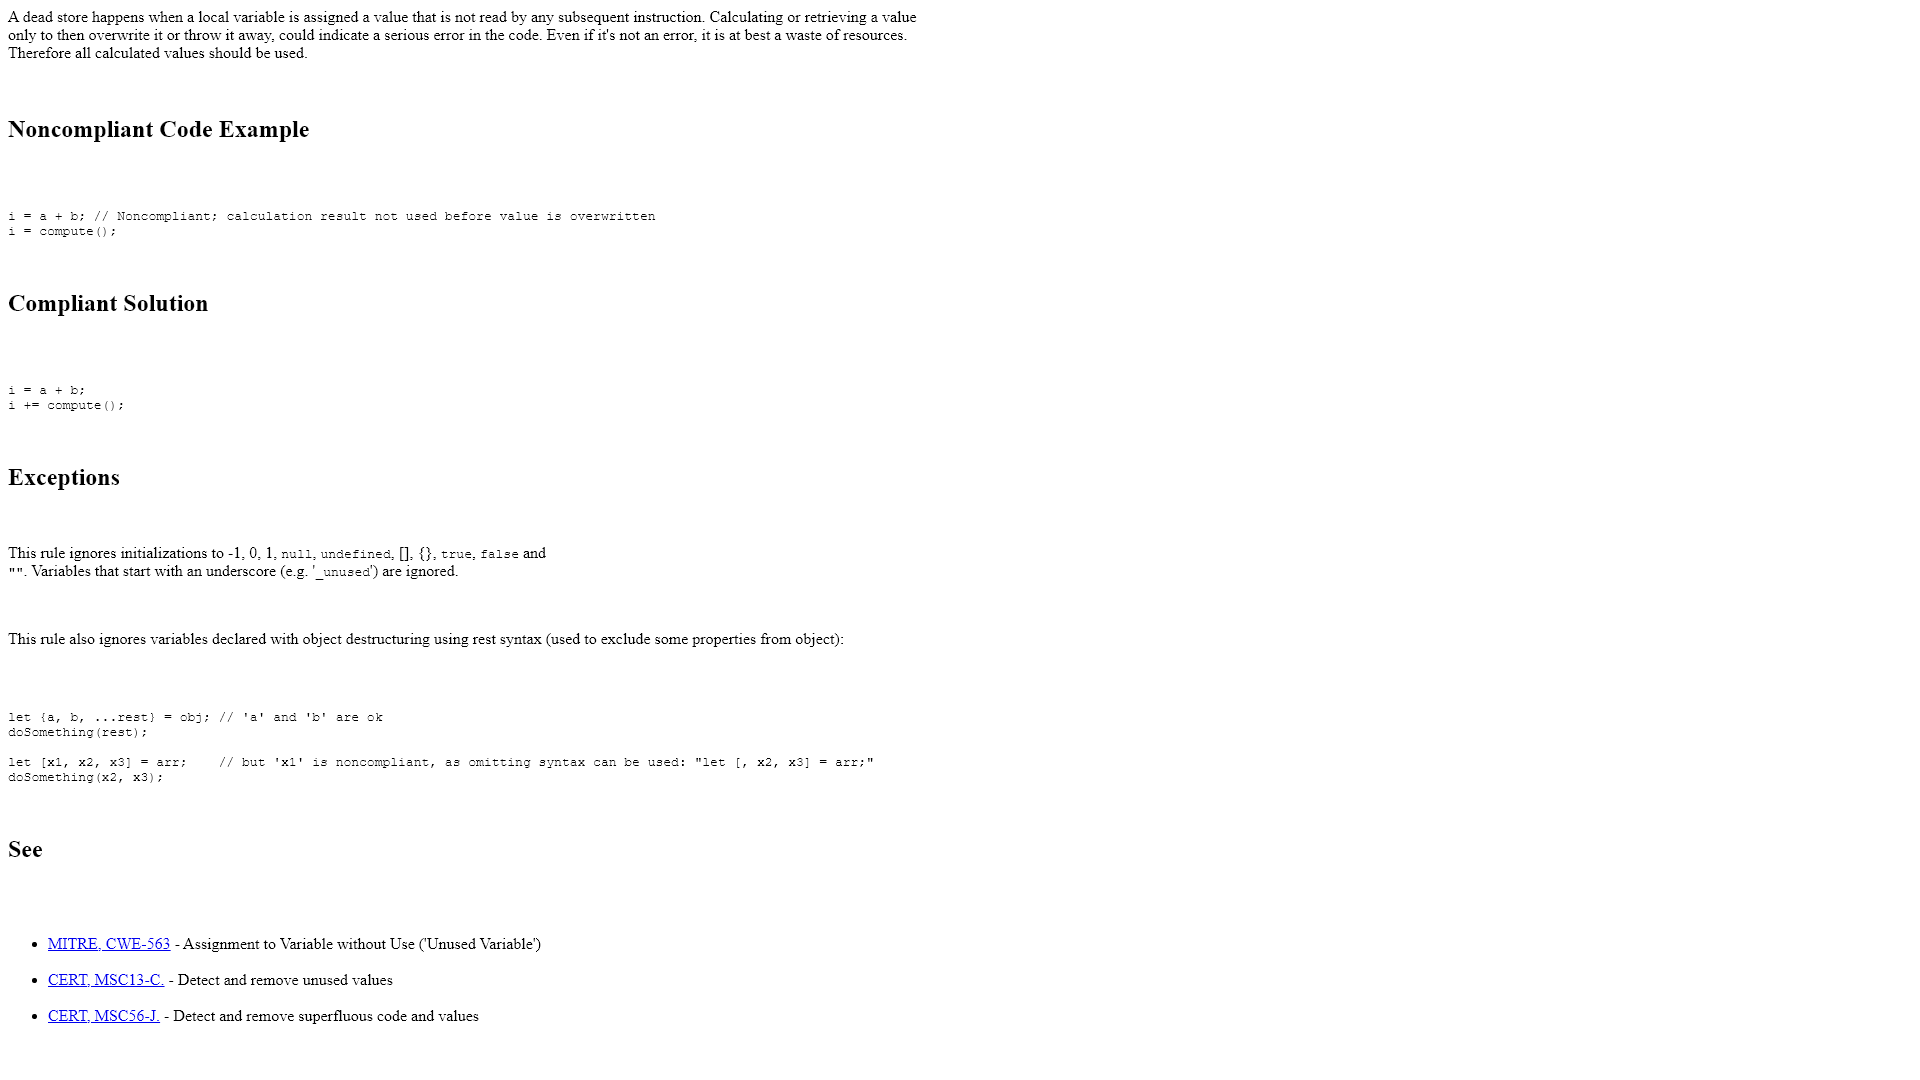 A dead store happens when a local variable is assigned a value that is not read by any subsequent instruction. Calculating or retrieving a value
only to then overwrite it or throw it away, could indicate a serious error in the code. Even if it's not an error, it is at best a waste of resources.
Therefore all calculated values should be used.
Noncompliant Code Example
i = a + b; // Noncompliant; calculation result not used before value is overwritten
i = compute();
Compliant Solution
i = a + b;
i += compute();
Exceptions
This rule ignores initializations to -1, 0, 1, null, undefined, [], {}, true, false and
"". Variables that start with an underscore (e.g. '_unused') are ignored.
This rule also ignores variables declared with object destructuring using rest syntax (used to exclude some properties from object):
let {a, b, ...rest} = obj; // 'a' and 'b' are ok
doSomething(rest);
let [x1, x2, x3] = arr;    // but 'x1' is noncompliant, as omitting syntax can be used: "let [, x2, x3] = arr;"
doSomething(x2, x3);
See
• MITRE, CWE-563 - Assignment to Variable without Use ('Unused Variable')
• CERT, MSC13-C. - Detect and remove unused values
• CERT, MSC56-J. - Detect and remove superfluous code and values